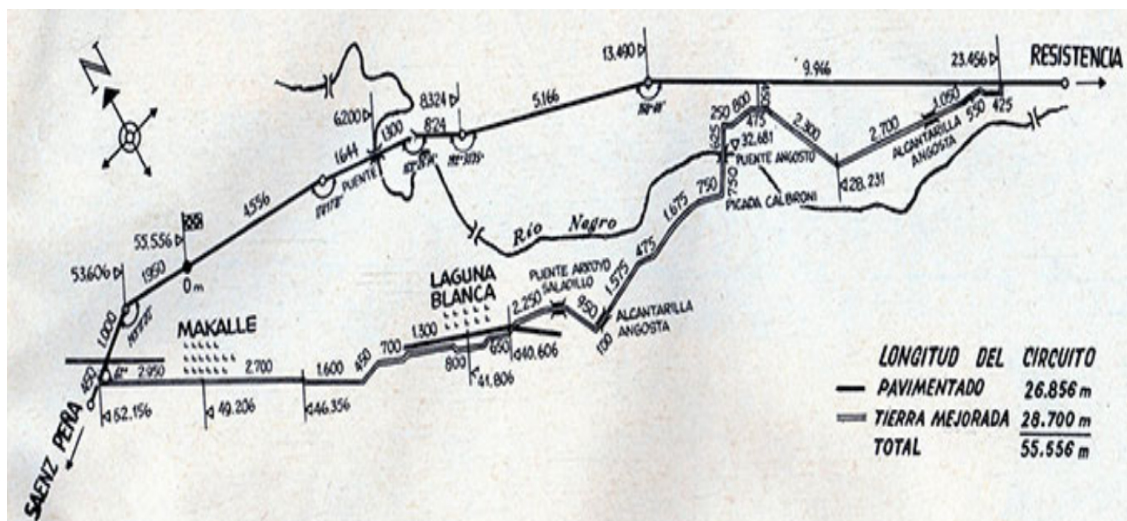 N
13.490
23.456
RESISTENCIA
9.966
6.200
8.324
5.166
1.300
824
1.644
PUENTE
4.556
250
800
475
2.300
1.050
550
425
2.700
ALCANTARILLA
ANGOSTA
625
32.681
PUENTE ANGOSTO
28.231
750
750
PICADA CALBRONI
1.675
475
1.575
Río Negro
55.556
0 m
53.606
1950
1.000
LAGUNA
BLANCA
PUENTE ARROYO
SALADILLO
2.250
950
ALCANTARILLA
ANGOSTA
100
MAKALLE
1.300
700
450
650
800
40.606
41.806
450
2.950
2.700
1.600
52.156
49.206
46.356
SAENZ PEÑA
LONGITUD DEL CIRCUITO
PAVIMENTADO 26.856 m
TIERRA MEJORADA 28.700 m
TOTAL 55.556 m